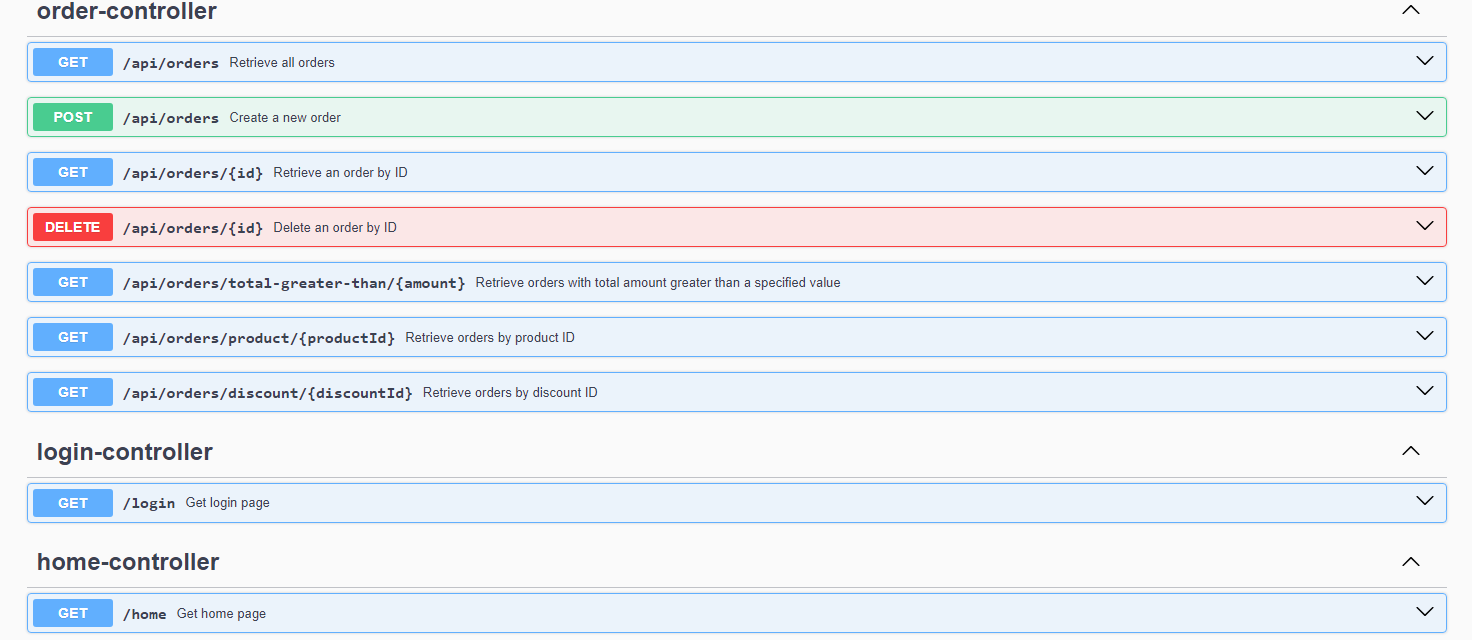 order-controller
GET /api/orders Retrieve all orders
POST /api/orders Create a new order
GET /api/orders/{id} Retrieve an order by ID
DELETE /api/orders/{id} Delete an order by ID
GET /api/orders/total-greater-than/{amount} Retrieve orders with total amount greater than a specified value
GET /api/orders/product/{productId} Retrieve orders by product ID
GET /api/orders/discount/{discountId} Retrieve orders by discount ID
login-controller
GET /login Get login page
home-controller
GET /home Get home page